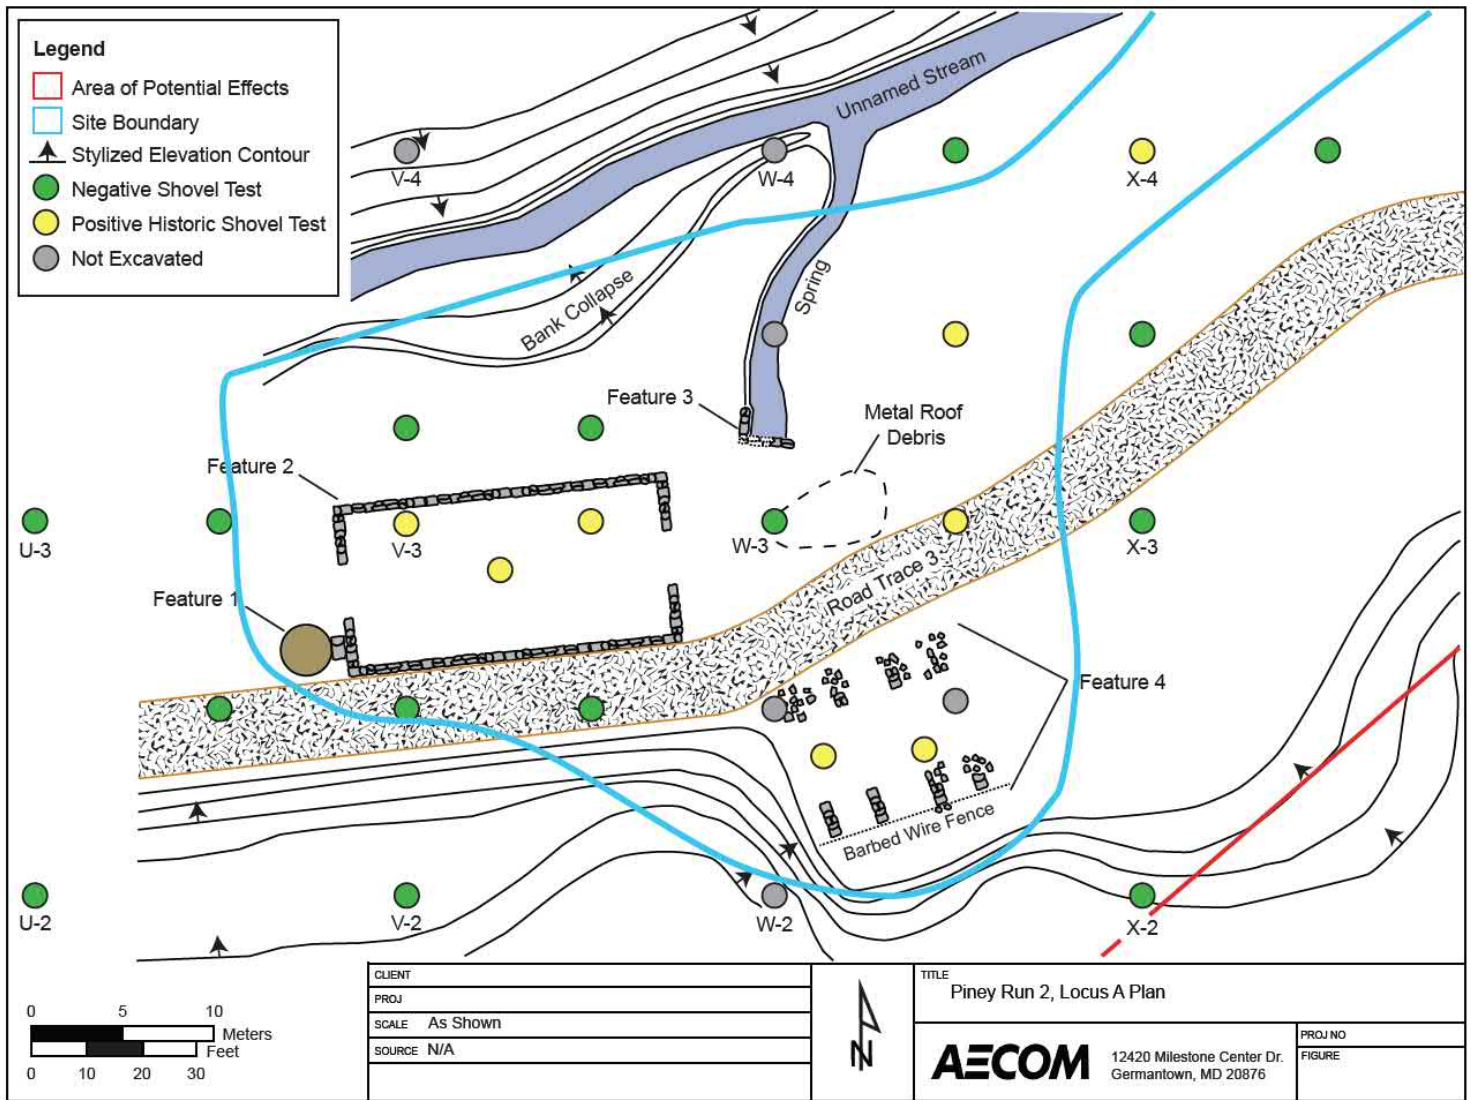 Legend
Area of Potential Effects
Site Boundary
Stylized Elevation Contour
Negative Shovel Test
Positive Historic Shovel Test
Not Excavated
Unnamed Stream
V-4
W-4
X-4
Bank Collapse
Spring
Feature 3
Metal Roof
Debris
Feature 2
U-3
V-3
W-3
X-3
Road Trace 3
Feature 1
Feature 4
Barbed Wire Fence
U-2
V-2
W-2
X-2
0 5 10
Meters
Feet
0 10 20 30
CLIENT
PROJ
SCALE As Shown
SOURCE N/A
N
TITLE
Piney Run 2, Locus A Plan
AECOM
12420 Milestone Center Dr.
Germantown, MD 20876
PROJ NO
FIGURE